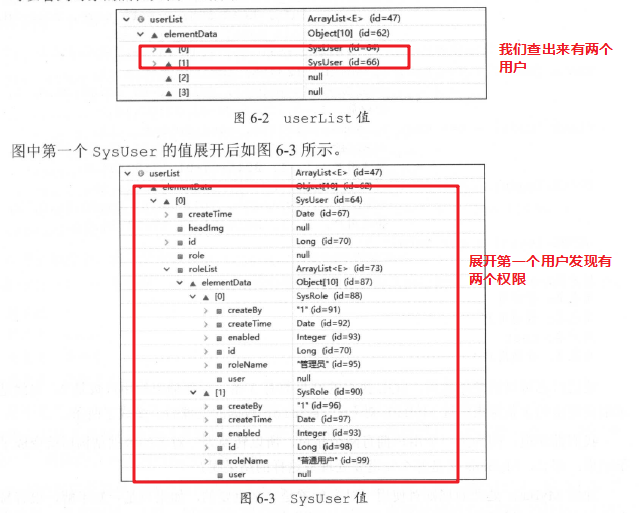 userList ArrayList<E> (id=47)
elementData Object[10] (id=62)
[0] SysUser (id=64)
[1] SysUser (id=66)
[2] null
[3] null
我们查出来有两个
用户
图 6-2 userList 值
图中第一个 SysUser 的值展开后如图 6-3 所示。
userList ArrayList<E> (id=47)
elementData Object[10] (id=62)
[0] SysUser (id=64)
createTime Date (id=67)
headImg null
id Long (id=70)
role null
roleList ArrayList<E> (id=73)
elementData Object[10] (id=87)
[0] SysRole (id=88)
createBy "1" (id=91)
createTime Date (id=92)
enabled Integer (id=93)
id Long (id=70)
roleName "管理员" (id=95)
user null
[1] SysRole (id=90)
createBy "1" (id=96)
createTime Date (id=97)
enabled Integer (id=93)
id Long (id=98)
roleName "普通用户" (id=99)
user null
展开第一个用户发现有
两个权限
图 6-3 SysUser 值